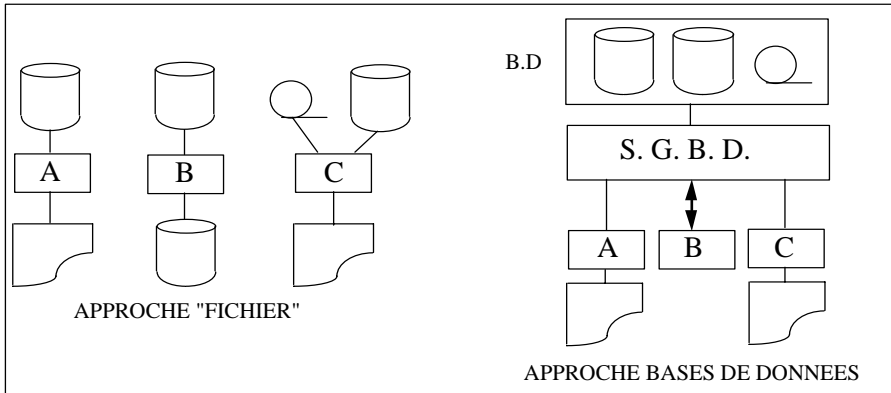 A
B
C
APPROCHE "FICHIER"
B.D
S. G. B. D.
A
B
C
APPROCHE BASES DE DONNEES